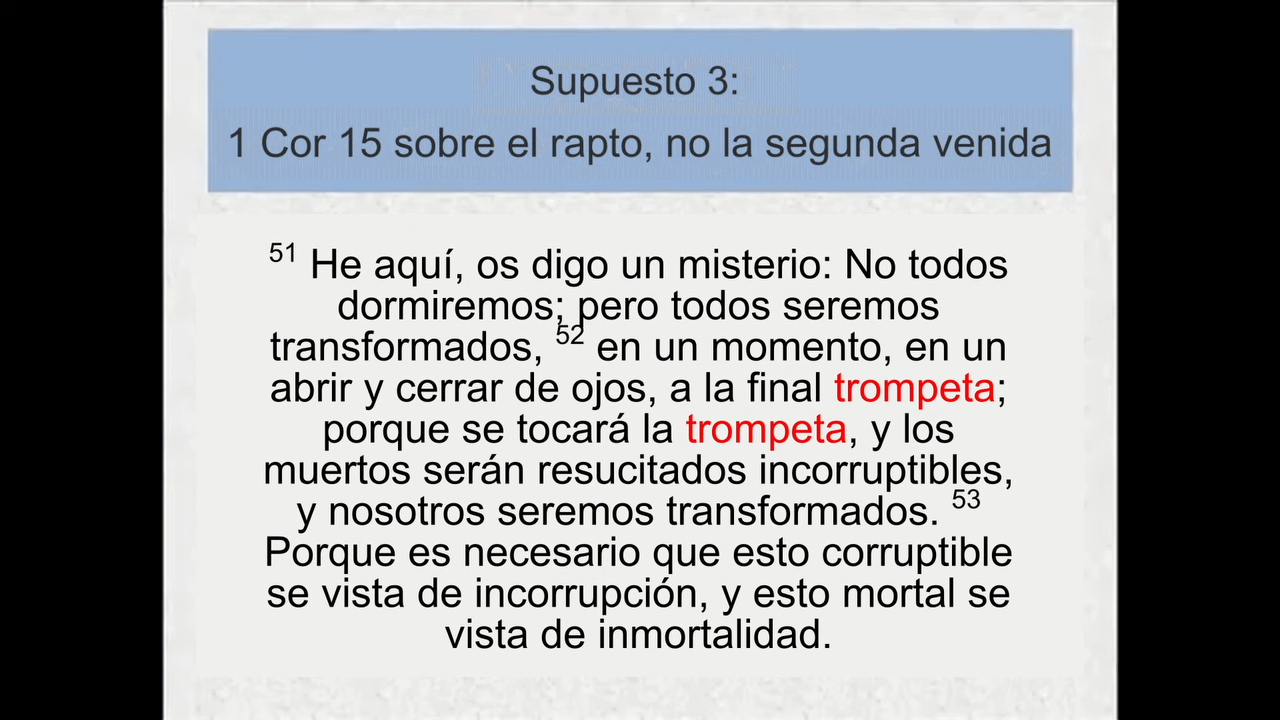 Supuesto 3:
1 Cor 15 sobre el rapto, no la segunda venida
51 He aquí, os digo un misterio: No todos
dormiremos; pero todos seremos
transformados, 52 en un momento, en un
abrir y cerrar de ojos, a la final trompeta;
porque se tocará la trompeta, y los
muertos serán resucitados incorruptibles,
y nosotros seremos transformados. 53
Porque es necesario que esto corruptible
se vista de incorrupción, y esto mortal se
vista de inmortalidad.